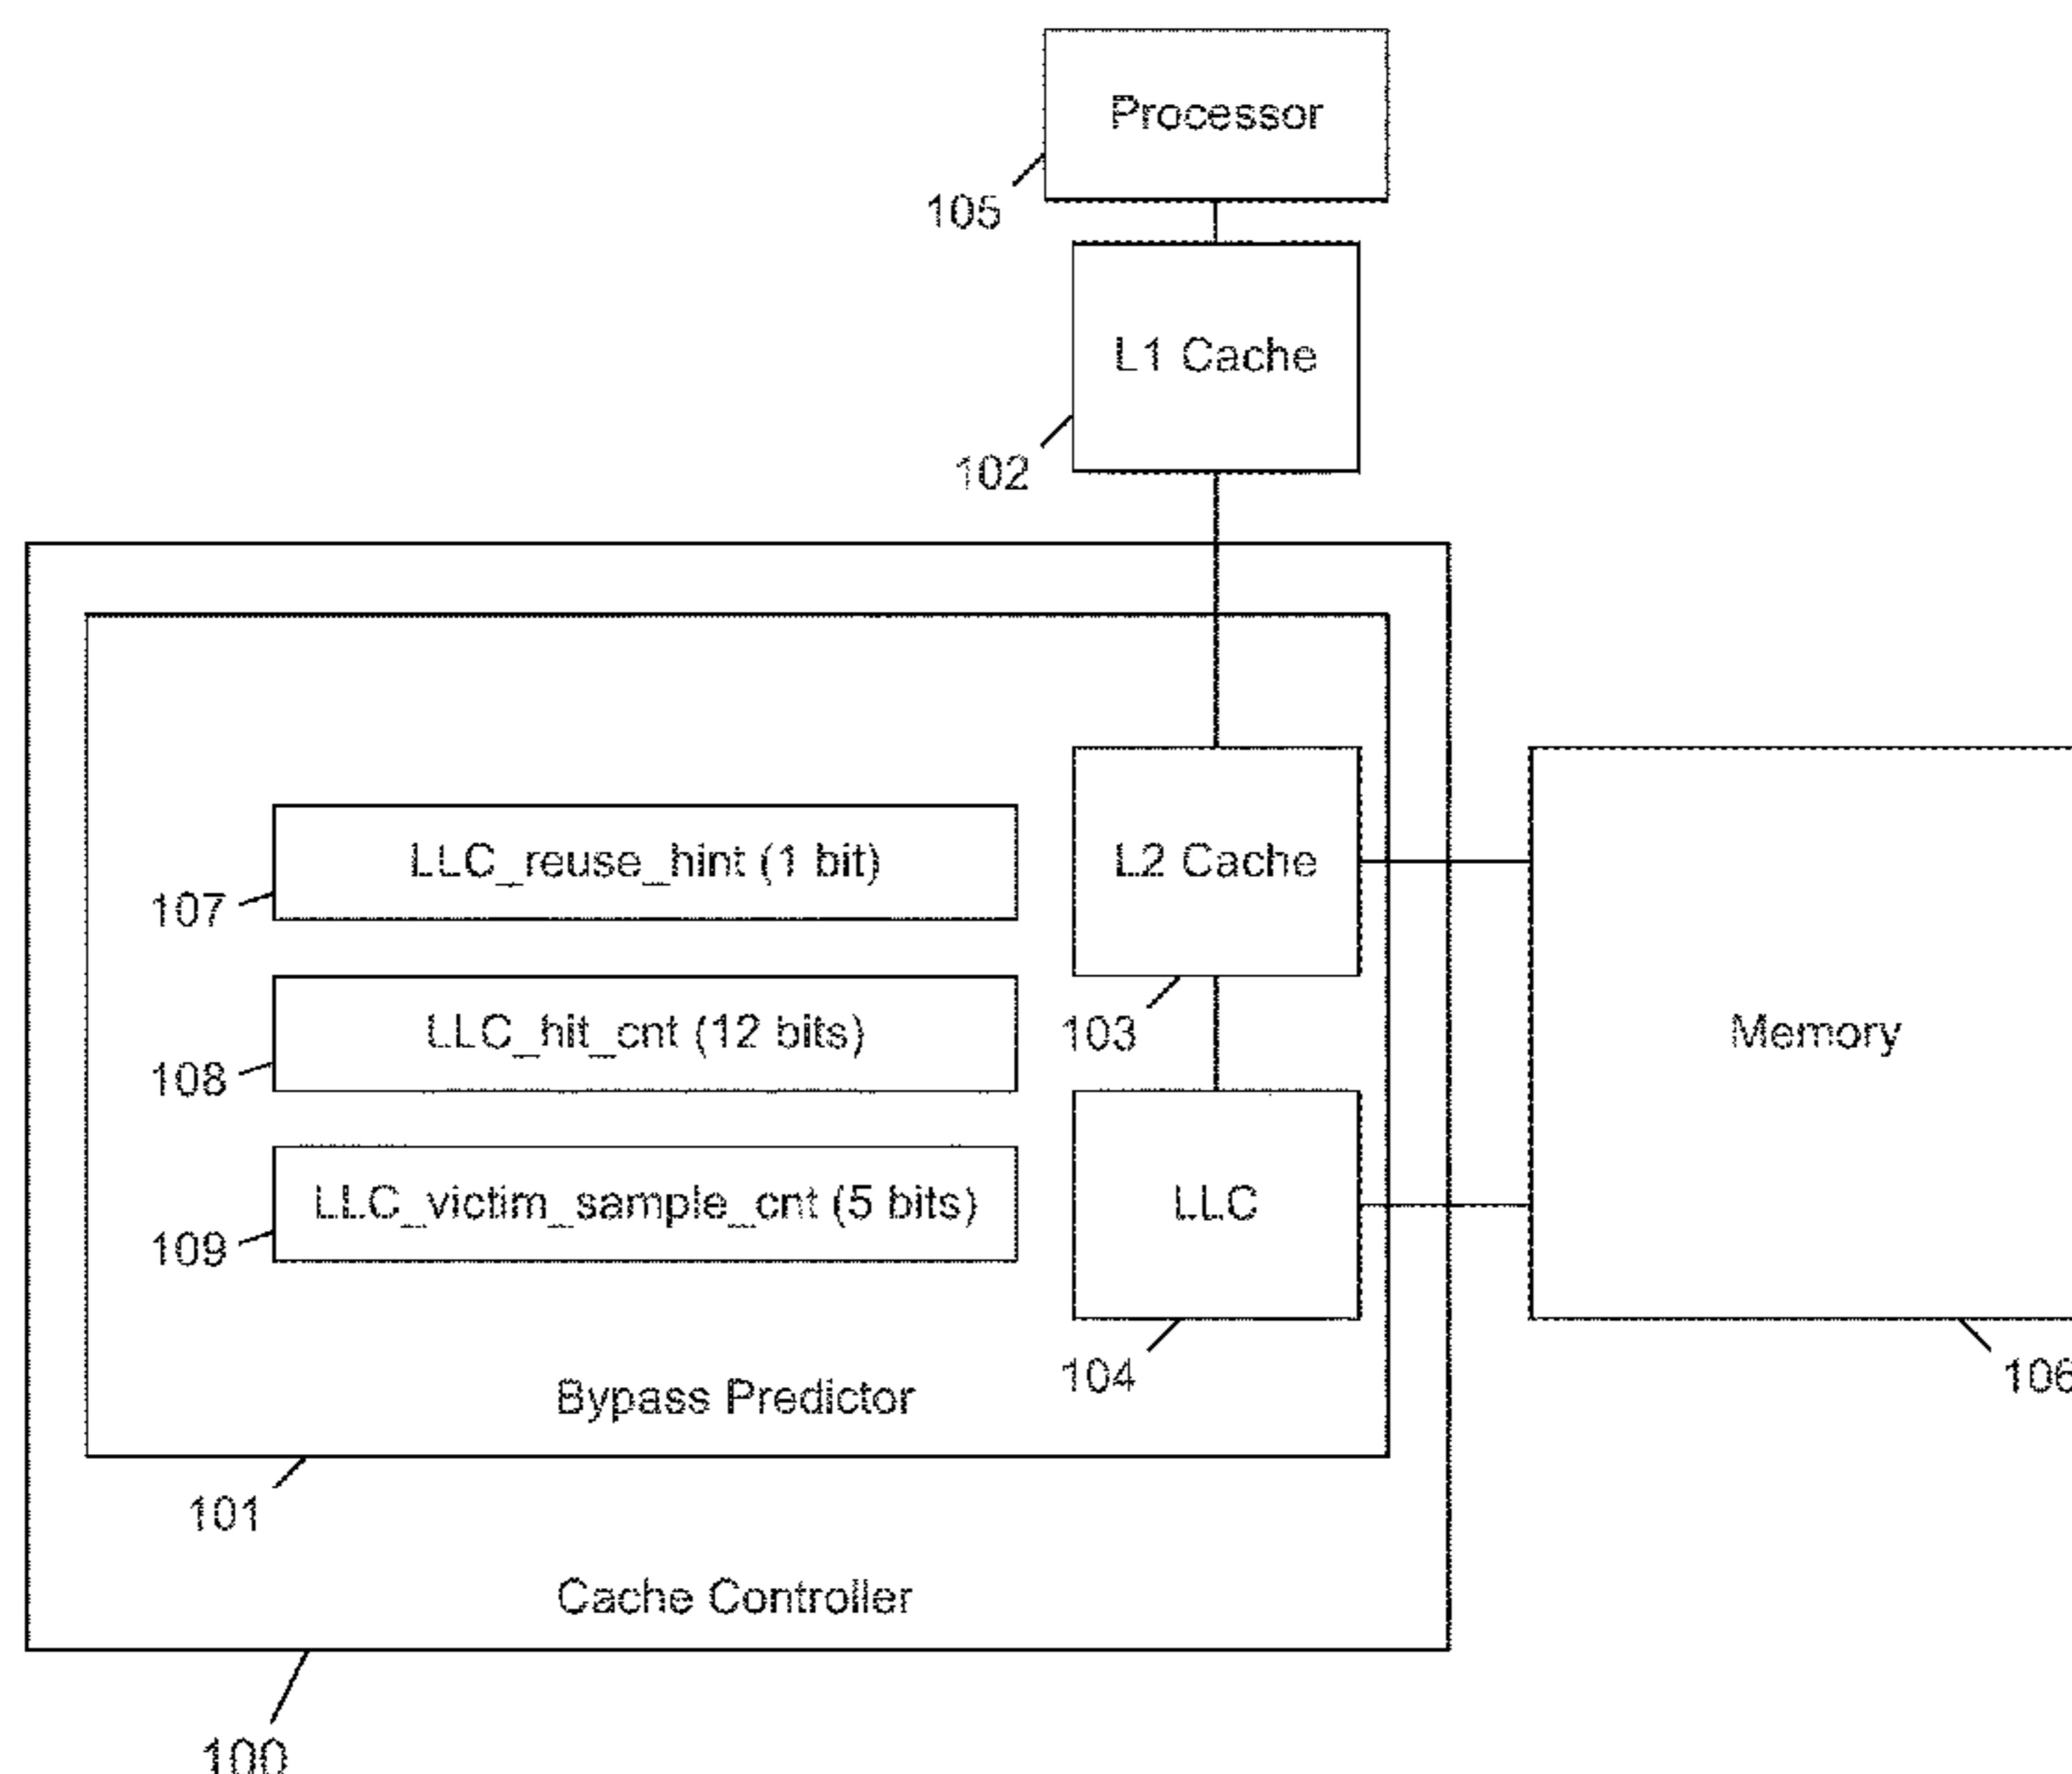 Processor
105
L1 Cache
102
LLC_reuse_hint (1 bit)
107
L2 Cache
103
LLC_hit_cnt (12 bits)
108
Memory
106
LLC_victim_sample_cnt (5 bits)
109
LLC
104
Bypass Predictor
101
Cache Controller
100